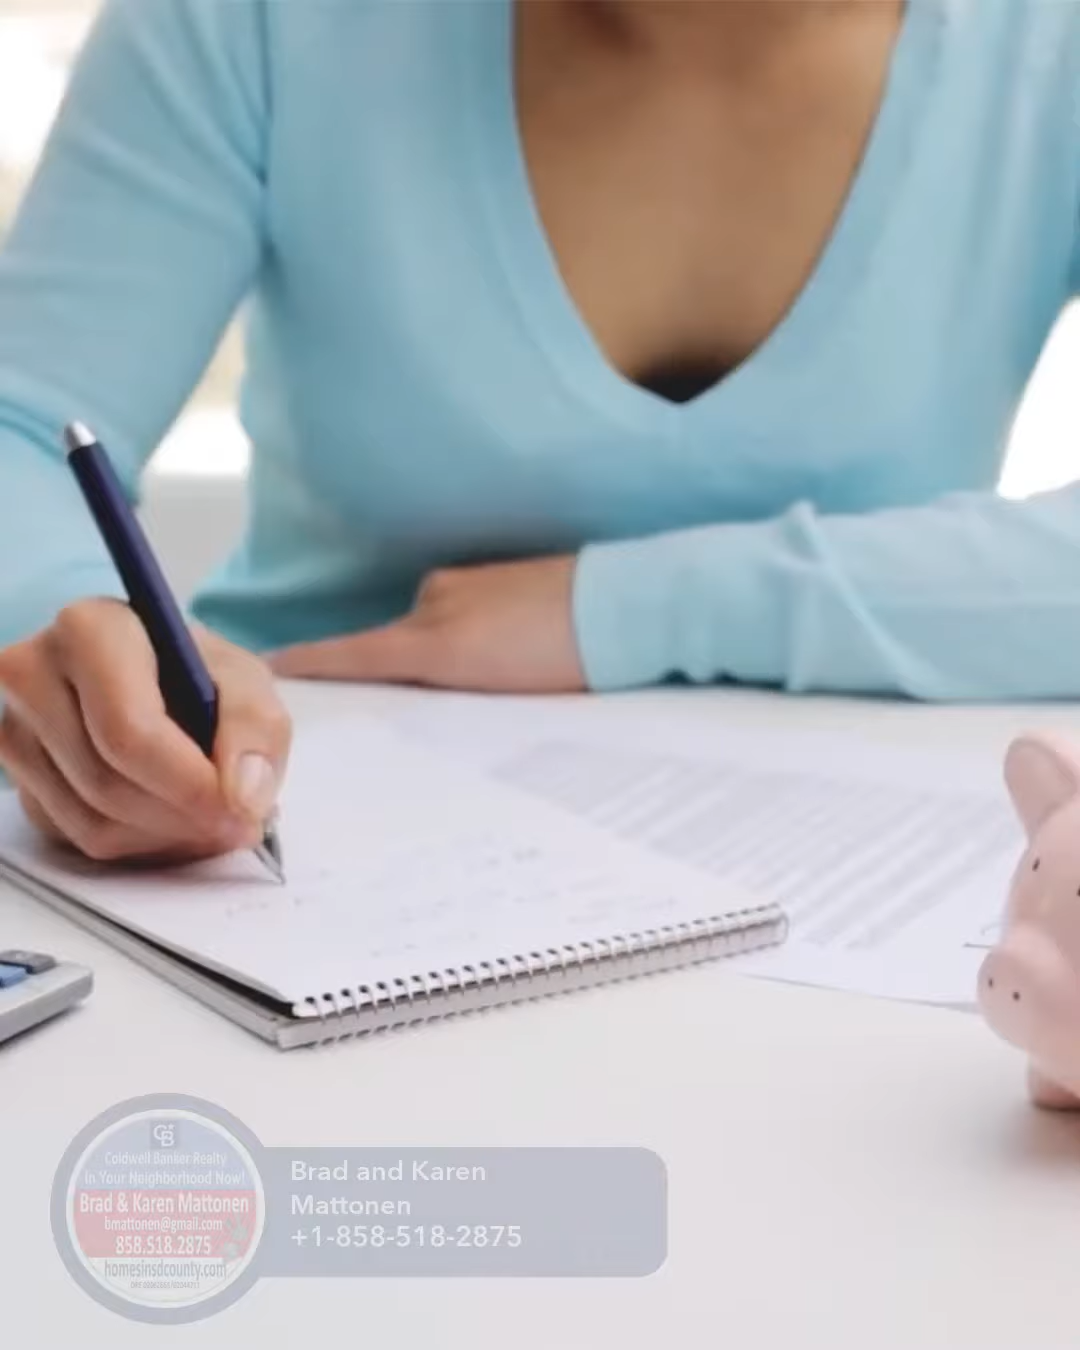 Coldwell Banker Realty
In Your Neighborhood Now!
Brad & Karen Mattonen
bmattonen@gmail.com
858.518.2875
homesinsdcounty.com
Brad and Karen
Mattonen
+1-858-518-2875